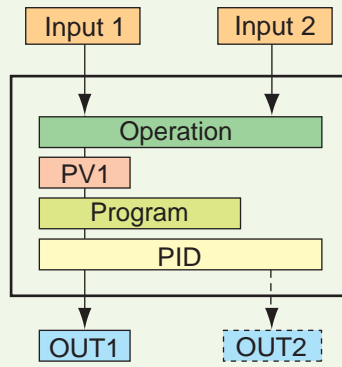 Input 1
Input 2
Operation
PV1
Program
PID
OUT1
OUT2